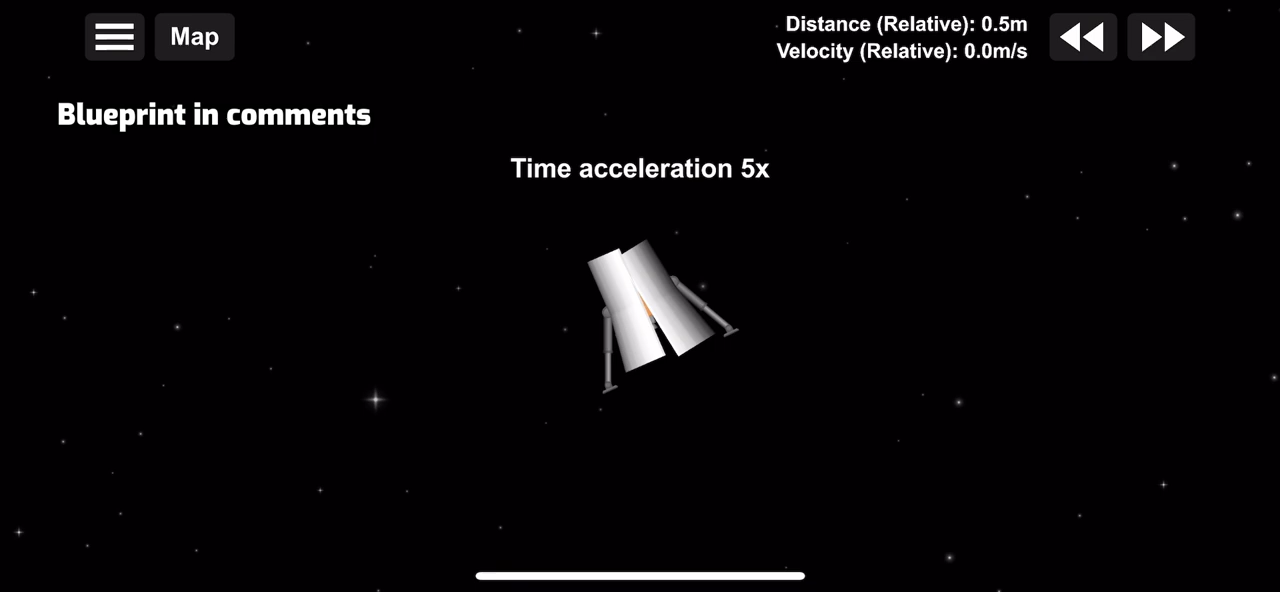 Map
Distance (Relative): 0.5m
Velocity (Relative): 0.0m/s
Blueprint in comments
Time acceleration 5x